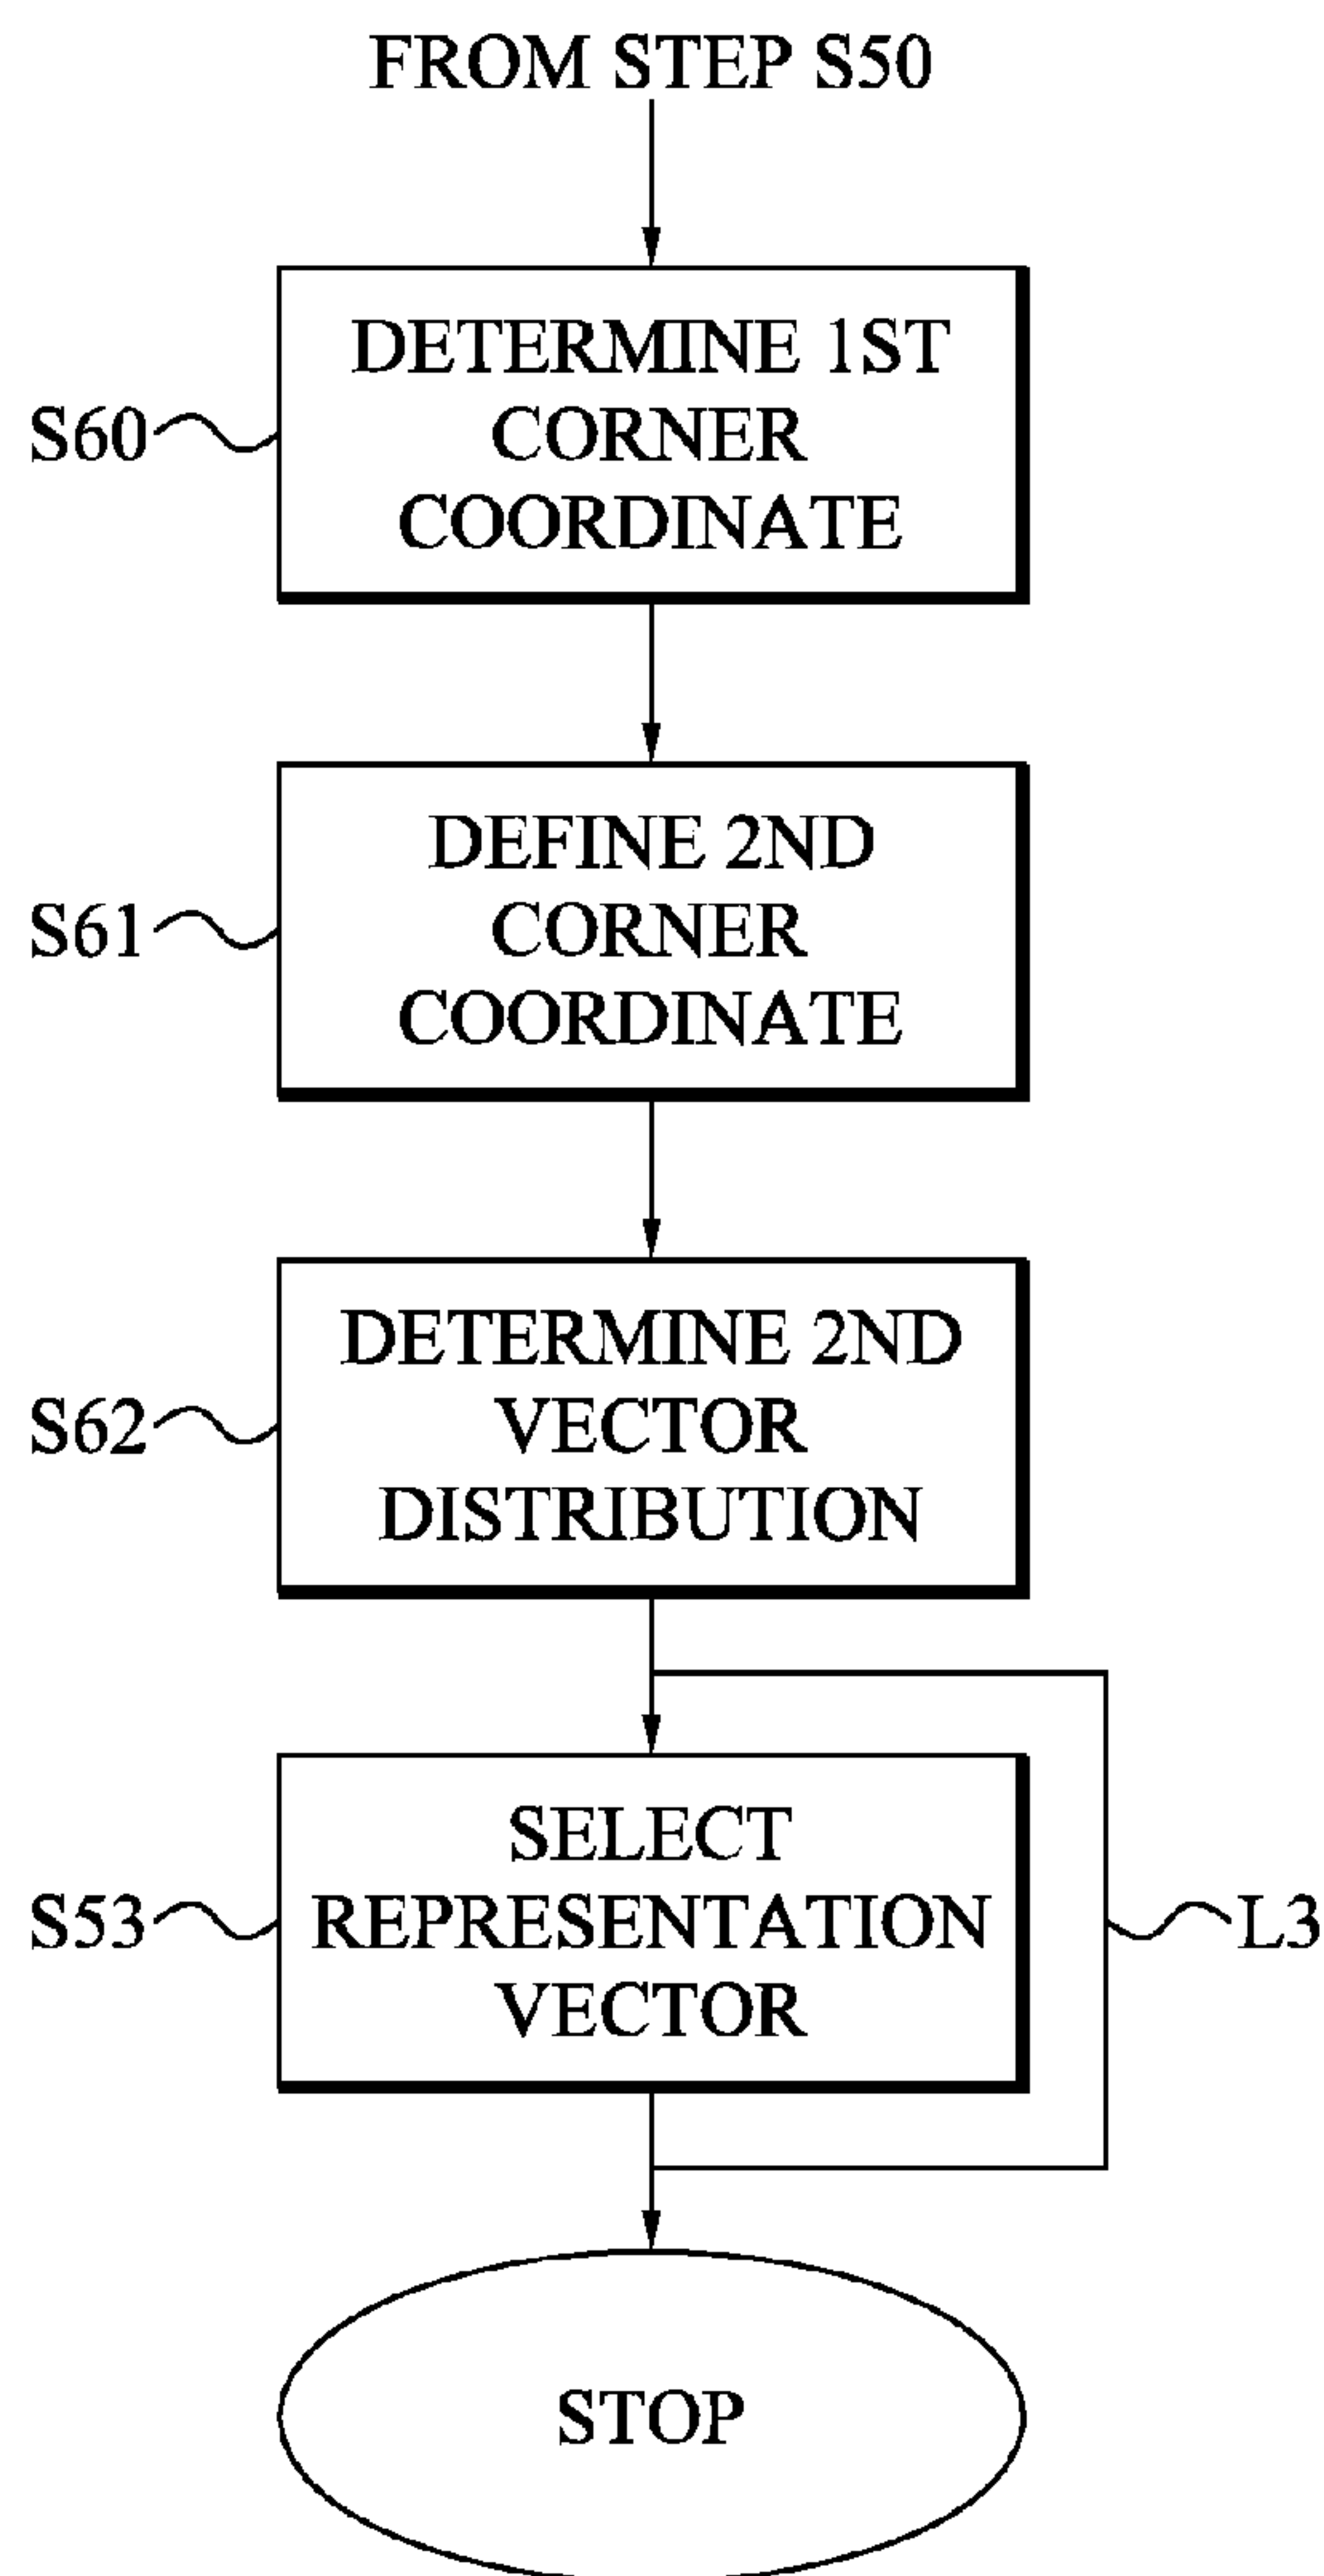 FROM STEP S50
DETERMINE 1ST
CORNER
COORDINATE
S60
DEFINE 2ND
CORNER
COORDINATE
S61
DETERMINE 2ND
VECTOR
DISTRIBUTION
S62
SELECT
REPRESENTATION
VECTOR
S53
L3
STOP